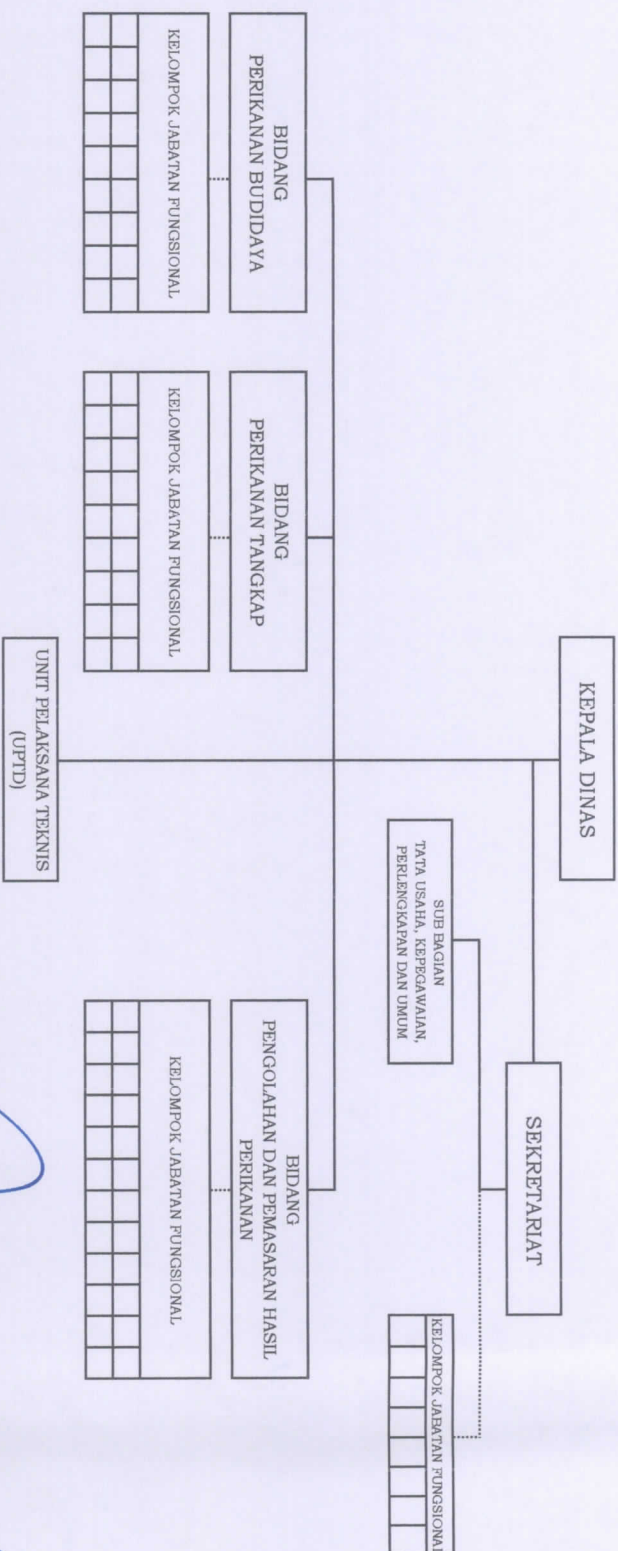 KEPALA DINAS
SEKRETARIAT
SUB BAGIAN
TATA USAHA, KEPEGAWAIAN,
PERLENGKAPAN DAN UMUM
KELOMPOK JABATAN FUNGSIONAL
BIDANG
PERIKANAN BUDIDAYA
KELOMPOK JABATAN FUNGSIONAL
BIDANG
PERIKANAN TANGKAP
KELOMPOK JABATAN FUNGSIONAL
BIDANG
PENGOLAHAN DAN PEMASARAN HASIL
PERIKANAN
KELOMPOK JABATAN FUNGSIONAL
UNIT PELAKSANA TEKNIS
(UPTD)